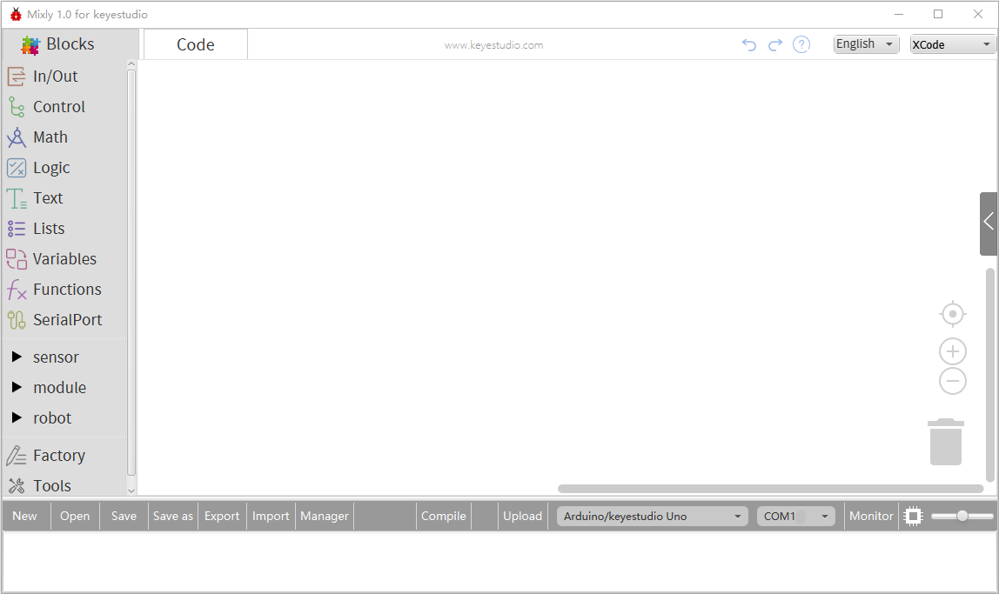 Mixly 1.0 for keyestudio
Blocks
Code
www.keyestudio.com
?
English
XCode
In/Out
Control
Math
Logic
Text
Lists
Variables
Functions
SerialPort
sensor
module
robot
Factory
Tools
New Open Save Save as Export Import Manager Compile Upload Arduino/keyestudio Uno COM1 Monitor